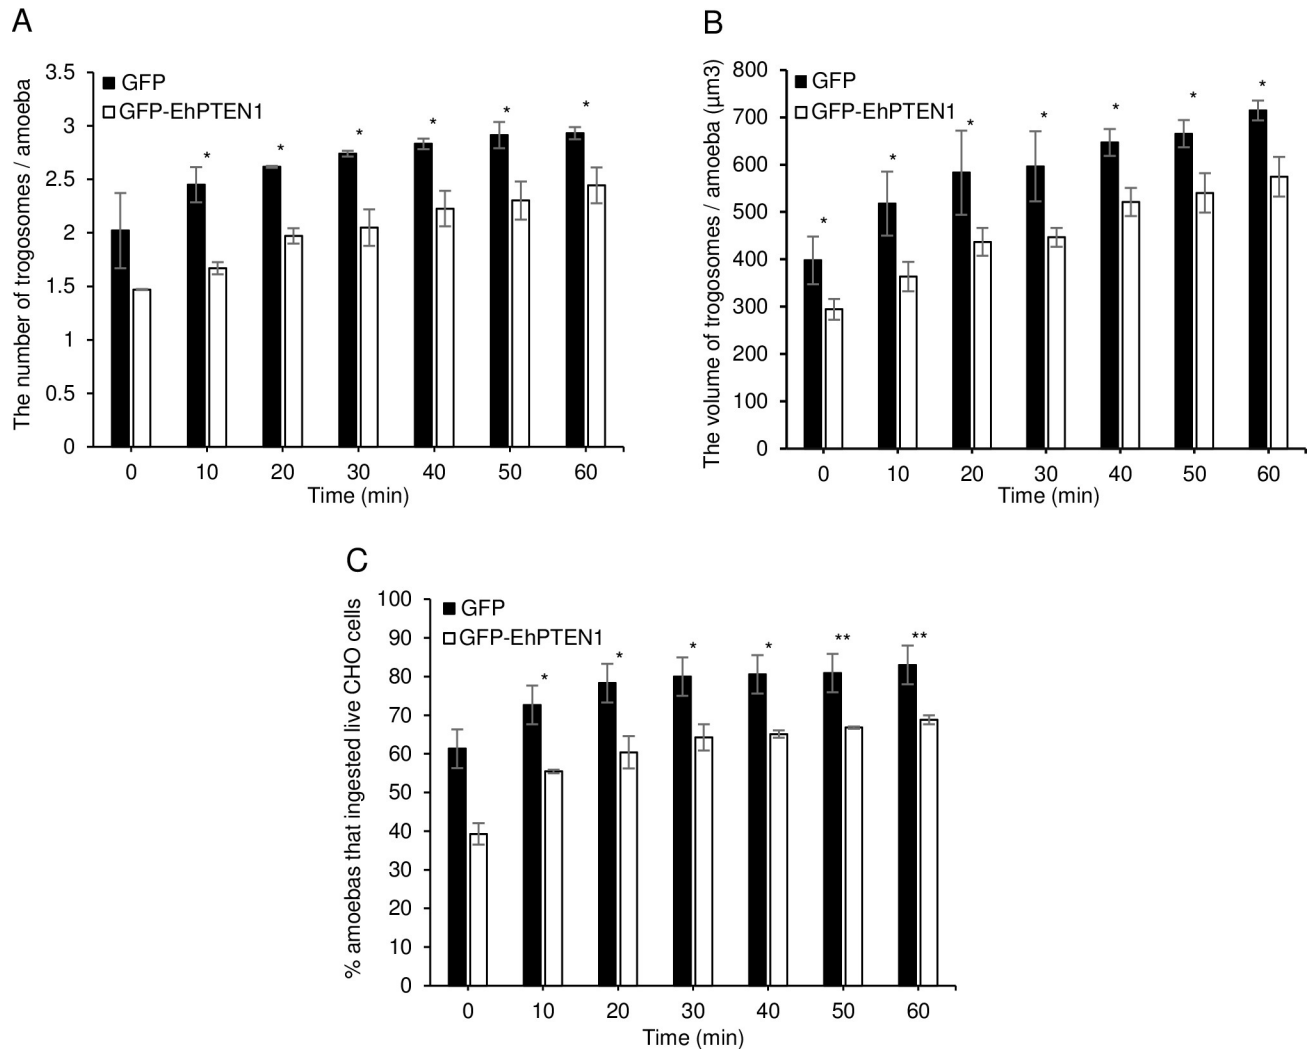 A
The number of trogosomes / amoeba
3.5
3
2.5
2
1.5
1
0.5
0
GFP
GFP-EhPTEN1
*
*
*
*
*
*
0 10 20 30 40 50 60
Time (min)
B
The volume of trogosomes / amoeba (µm3)
800
700
600
500
400
300
200
100
0
GFP
GFP-EhPTEN1
*
*
*
*
*
*
*
0 10 20 30 40 50 60
Time (min)
C
% amoebas that ingested live CHO cells
100
90
80
70
60
50
40
30
20
10
0
GFP
GFP-EhPTEN1
*
*
*
*
**
**
0 10 20 30 40 50 60
Time (min)